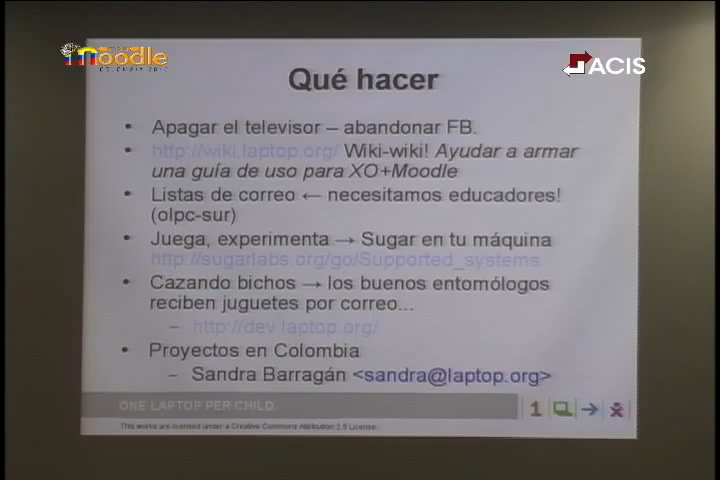 moodle
COLOMBIA
ACIS
Qué hacer
• Apagar el televisor – abandonar FB.
• http://wiki.laptop.org/ Wiki-wiki! Ayudar a armar
una guía de uso para XO+Moodle
• Listas de correo ← necesitamos educadores!
(olpc-sur)
• Juega, experimenta → Sugar en tu máquina
http://sugarlabs.org/go/Supported_systems
• Cazando bichos → los buenos entomólogos
reciben juguetes por correo...
– http://dev.laptop.org/
• Proyectos en Colombia
– Sandra Barragán <sandra@laptop.org>
ONE LAPTOP PER CHILD
1
This works are licensed under a Creative Commons Attribution 2.5 License.